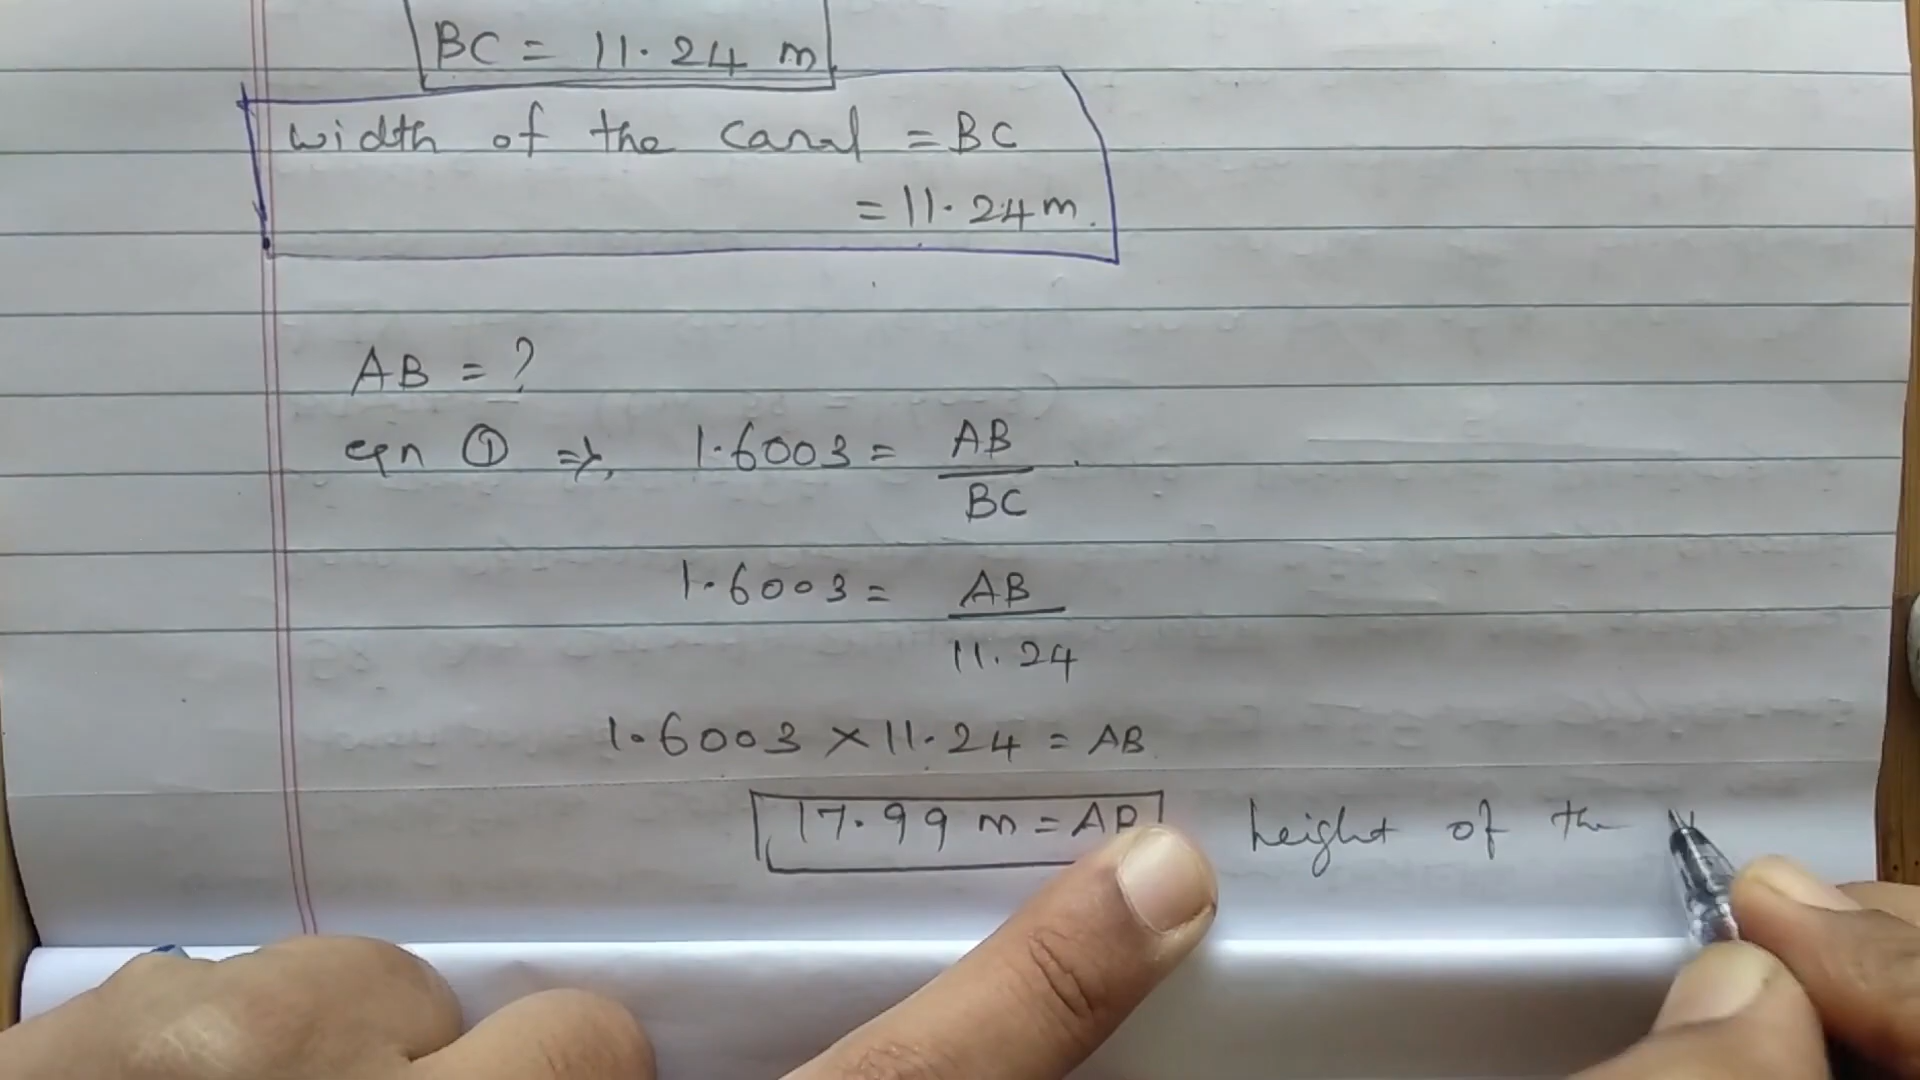 BC = 11.24 m
width of the canal = BC
= 11.24 m.
AB = ?
eqn ① ⇒, 1.6003 = AB / BC
1.6003 = AB / 11.24
1.6003 × 11.24 = AB
17.99 m = AB height of the